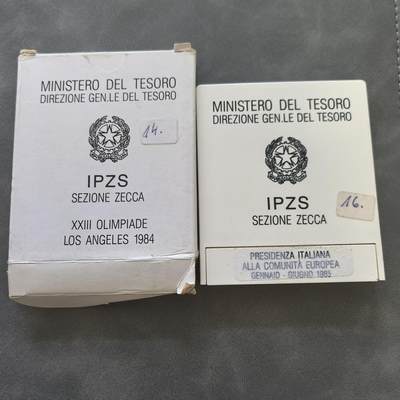 MINISTERO DEL TESORO
DIREZIONE GEN.LE DEL TESORO
14.
IPZS
SEZIONE ZECCA
XXIII OLIMPIADE
LOS ANGELES 1984
MINISTERO DEL TESORO
DIREZIONE GEN.LE DEL TESORO
16.
IPZS
SEZIONE ZECCA
PRESIDENZA ITALIANA
ALLA COMUNITÀ EUROPEA
GENNAIO - GIUGNO 1985